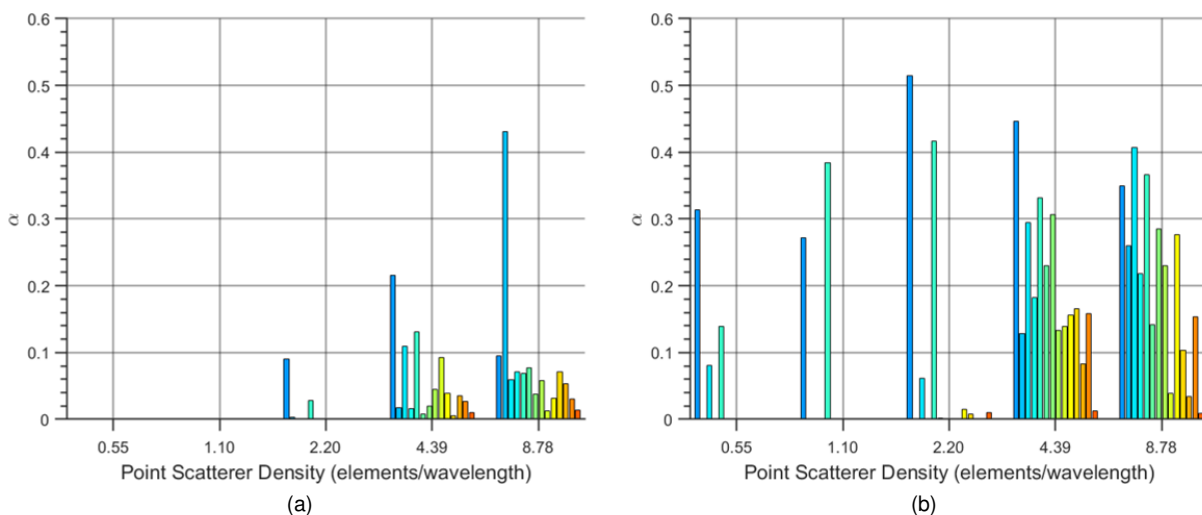 0.6
0.5
0.4
0.3
0.2
0.1
0
α
0.55 1.10 2.20 4.39 8.78
Point Scatterer Density (elements/wavelength)
(a)
0.6
0.5
0.4
0.3
0.2
0.1
0
α
0.55 1.10 2.20 4.39 8.78
Point Scatterer Density (elements/wavelength)
(b)